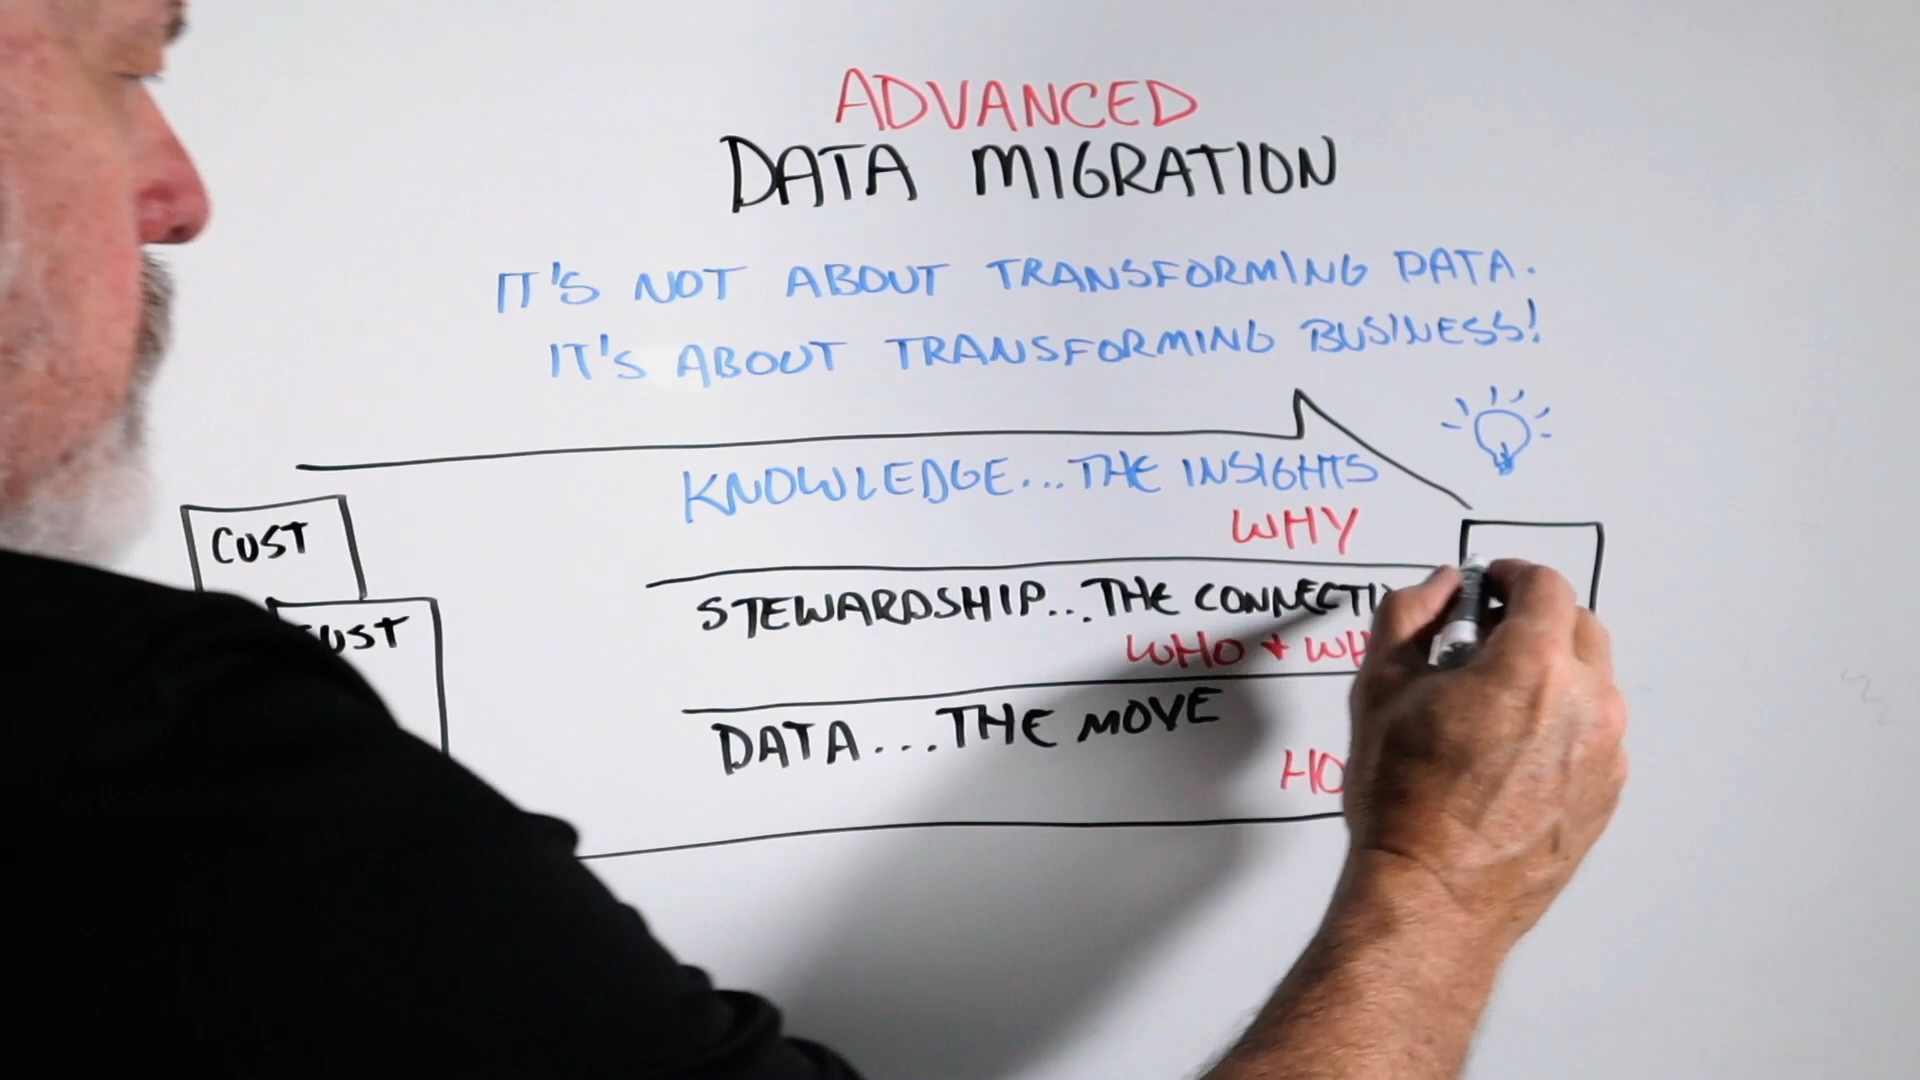 ADVANCED
DATA MIGRATION
IT'S NOT ABOUT TRANSFORMING DATA.
IT'S ABOUT TRANSFORMING BUSINESS!
KNOWLEDGE...THE INSIGHTS
WHY
CUST
STEWARDSHIP...THE
CUST
WHO +
DATA...THE MOVE